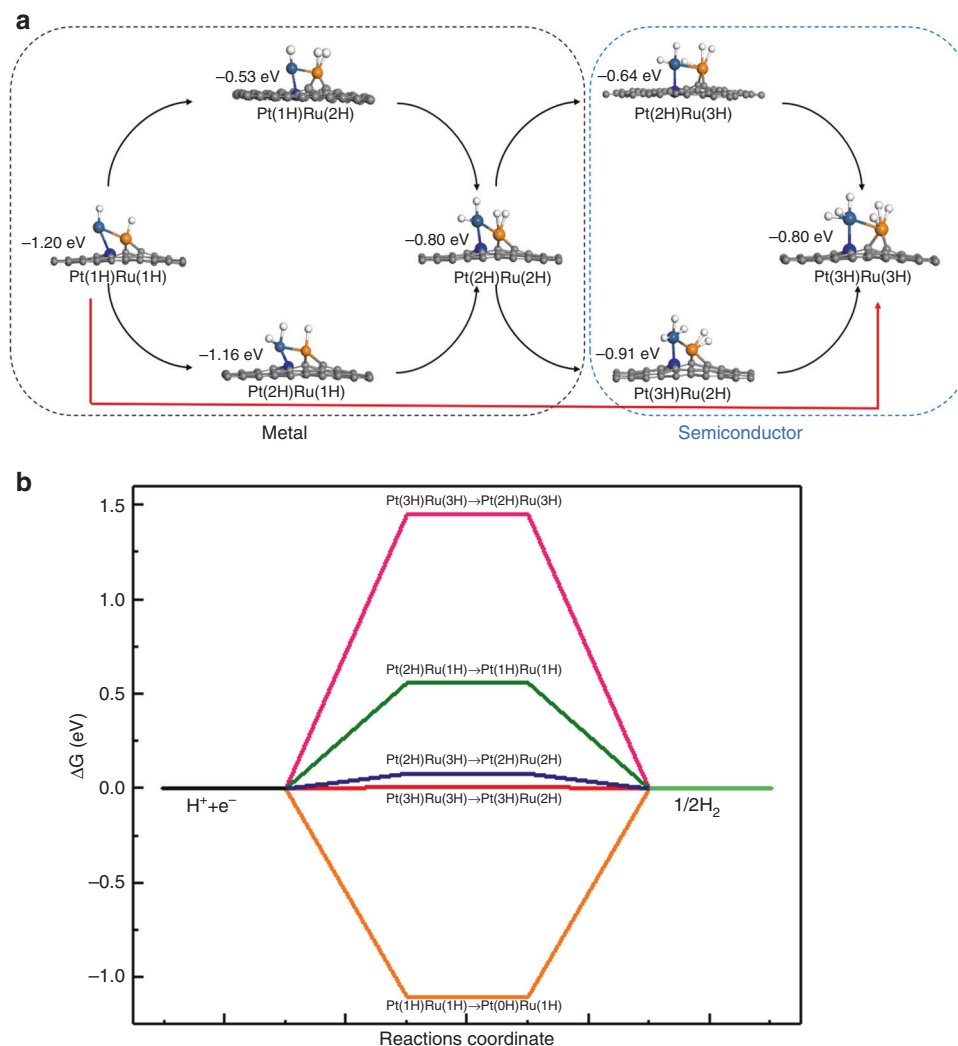 a
−0.53 eV
Pt(1H)Ru(2H)
−0.64 eV
Pt(2H)Ru(3H)
−1.20 eV
Pt(1H)Ru(1H)
−0.80 eV
Pt(2H)Ru(2H)
−0.80 eV
Pt(3H)Ru(3H)
−1.16 eV
Pt(2H)Ru(1H)
−0.91 eV
Pt(3H)Ru(2H)
Metal
Semiconductor
b
ΔG (eV)
1.5
1.0
0.5
0.0
−0.5
−1.0
Pt(3H)Ru(3H)→Pt(2H)Ru(3H)
Pt(2H)Ru(1H)→Pt(1H)Ru(1H)
Pt(2H)Ru(3H)→Pt(2H)Ru(2H)
Pt(3H)Ru(3H)→Pt(3H)Ru(2H)
H⁺+e⁻
1/2H₂
Pt(1H)Ru(1H)→Pt(0H)Ru(1H)
Reactions coordinate